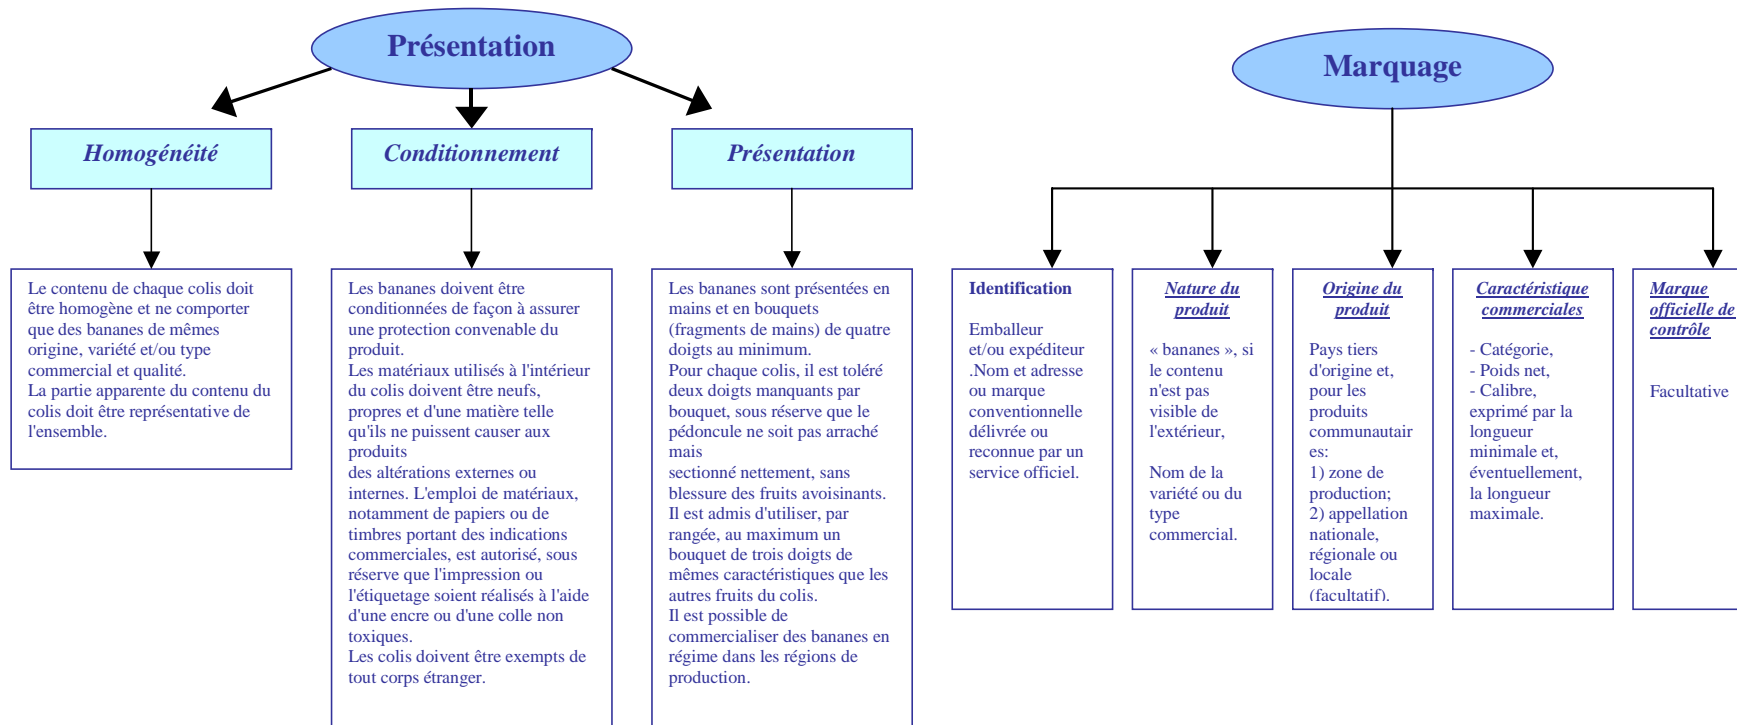 Présentation
Homogénéité
Le contenu de chaque colis doit
être homogène et ne comporter
que des bananes de mêmes
origine, variété et/ou type
commercial et qualité.
La partie apparente du contenu du
colis doit être représentative de
l'ensemble.
Conditionnement
Les bananes doivent être
conditionnées de façon à assurer
une protection convenable du
produit.
Les matériaux utilisés à l'intérieur
du colis doivent être neufs,
propres et d'une matière telle
qu'ils ne puissent causer aux
produits
des altérations externes ou
internes. L'emploi de matériaux,
notamment de papiers ou de
timbres portant des indications
commerciales, est autorisé, sous
réserve que l'impression ou
l'étiquetage soient réalisés à l'aide
d'une encre ou d'une colle non
toxiques.
Les colis doivent être exempts de
tout corps étranger.
Présentation
Les bananes sont présentées en
mains et en bouquets
(fragments de mains) de quatre
doigts au minimum.
Pour chaque colis, il est toléré
deux doigts manquants par
bouquet, sous réserve que le
pédoncule ne soit pas arraché
mais
sectionné nettement, sans
blessure des fruits avoisinants.
Il est admis d'utiliser, par
rangée, au maximum un
bouquet de trois doigts de
mêmes caractéristiques que les
autres fruits du colis.
Il est possible de
commercialiser des bananes en
régime dans les régions de
production.
Marquage
Identification
Emballeur
et/ou expéditeur
.Nom et adresse
ou marque
conventionnelle
délivrée ou
reconnue par un
service officiel.
Nature du
produit
« bananes », si
le contenu
n'est pas
visible de
l'extérieur,
Nom de la
variété ou du
type
commercial.
Origine du
produit
Pays tiers
d'origine et,
pour les
produits
communautair
es:
1) zone de
production;
2) appellation
nationale,
régionale ou
locale
(facultatif).
Caractéristique
commerciales
- Catégorie,
- Poids net,
- Calibre,
exprimé par la
longueur
minimale et,
éventuellement,
la longueur
maximale.
Marque
officielle de
contrôle
Facultative